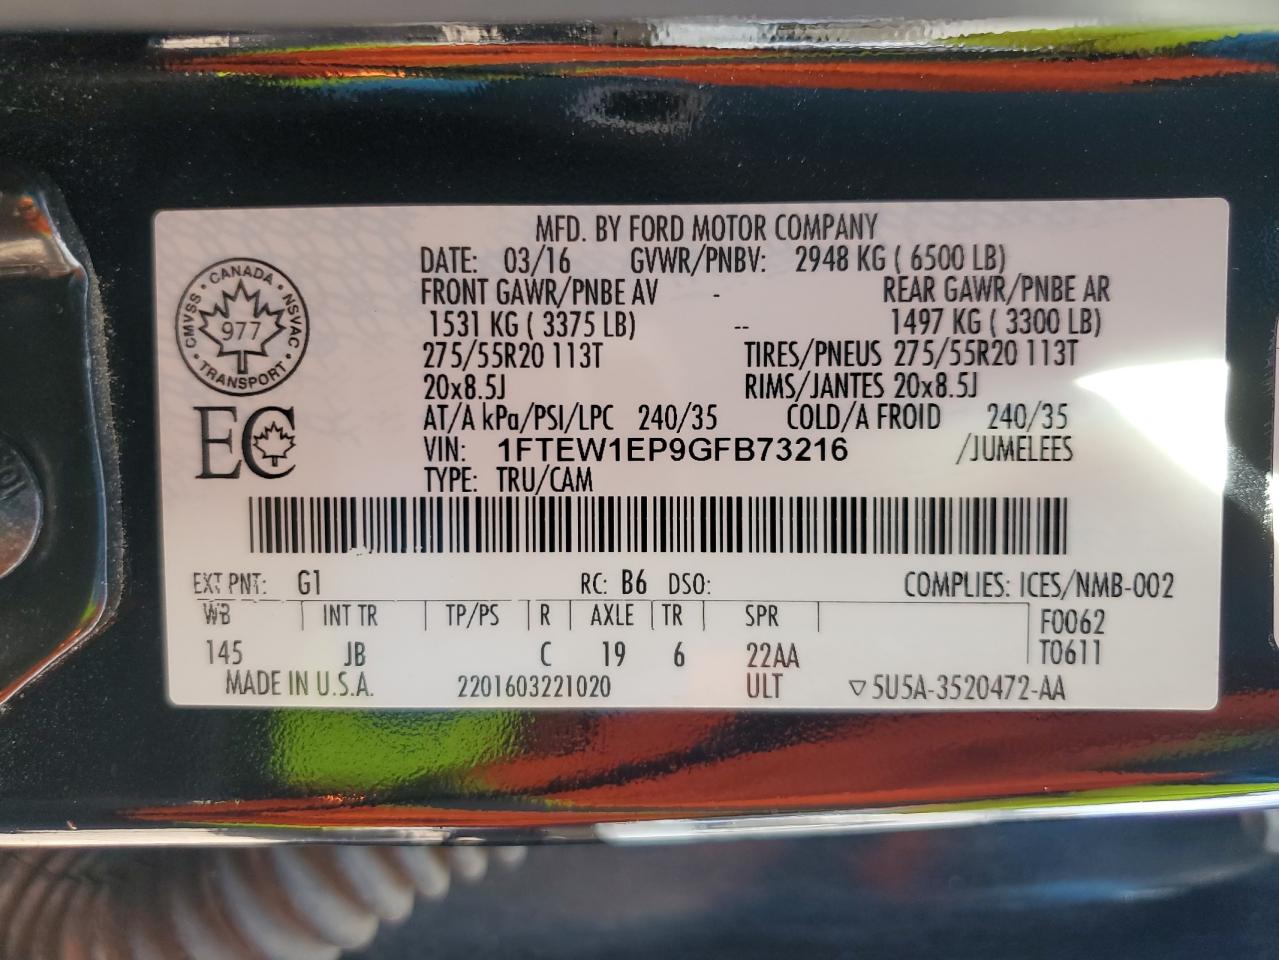 MFD. BY FORD MOTOR COMPANY
DATE: 03/16 GVWR/PNBV: 2948 KG ( 6500 LB)
FRONT GAWR/PNBE AV - REAR GAWR/PNBE AR
1531 KG ( 3375 LB) -- 1497 KG ( 3300 LB)
275/55R20 113T TIRES/PNEUS 275/55R20 113T
20x8.5J RIMS/JANTES 20x8.5J
AT/A kPa/PSI/LPC 240/35 COLD/A FROID 240/35
VIN: 1FTEW1EP9GFB73216 /JUMELEES
TYPE: TRU/CAM
CANADA
CMVSS NSVAC
977
TRANSPORT
EC
EXT PNT: G1 RC: B6 DSO: COMPLIES: ICES/NMB-002
WB | INT TR | TP/PS | R | AXLE | TR | SPR | F0062
145 JB C 19 6 22AA T0611
MADE IN U.S.A. 2201603221020 ULT ▽5U5A-3520472-AA